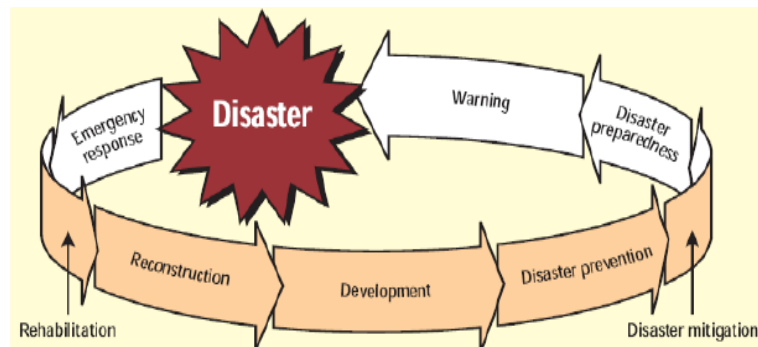 Disaster
Warning
Disaster
preparedness
Emergency
response
Reconstruction
Development
Disaster prevention
Rehabilitation
Disaster mitigation